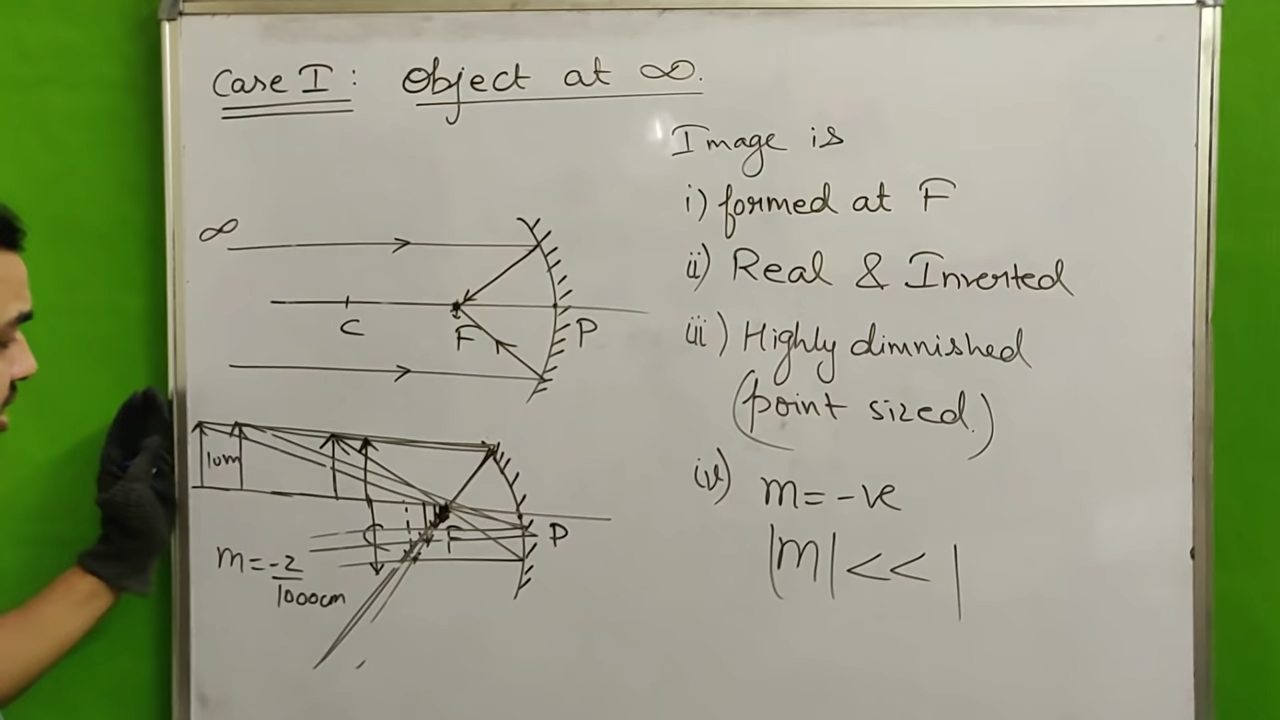 Case I : Object at ∞.
Image is
i) formed at F
ii) Real & Inverted
iii) Highly dimnished
(point sized.)
iv) m = -ve
|m| << 1
∞
C F P
10m
C F P
m = -2
1000cm